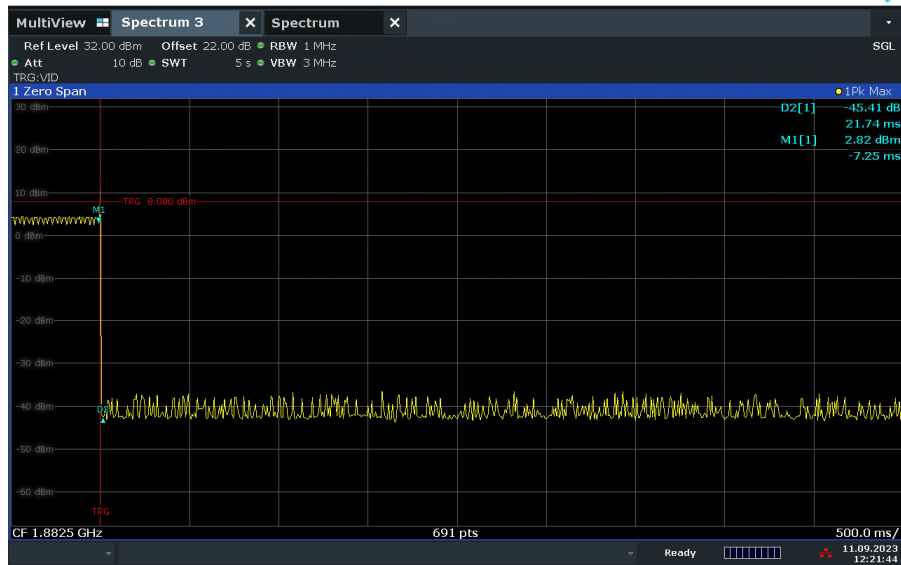 MultiView Spectrum 3 X Spectrum X
Ref Level 32.00 dBm Offset 22.00 dB RBW 1 MHz SGL
Att 10 dB SWT 5 s VBW 3 MHz
TRG:VID
1 Zero Span 1Pk Max
30 dBm
D2[1] -45.41 dB
21.74 ms
20 dBm
M1[1] 2.82 dBm
-7.25 ms
10 dBm
TRG 8.000 dBm
M1
0 dBm
-10 dBm
-20 dBm
-30 dBm
-40 dBm
D2
-50 dBm
-60 dBm
TRG
CF 1.8825 GHz 691 pts 500.0 ms/
Ready 11.09.2023
12:21:44